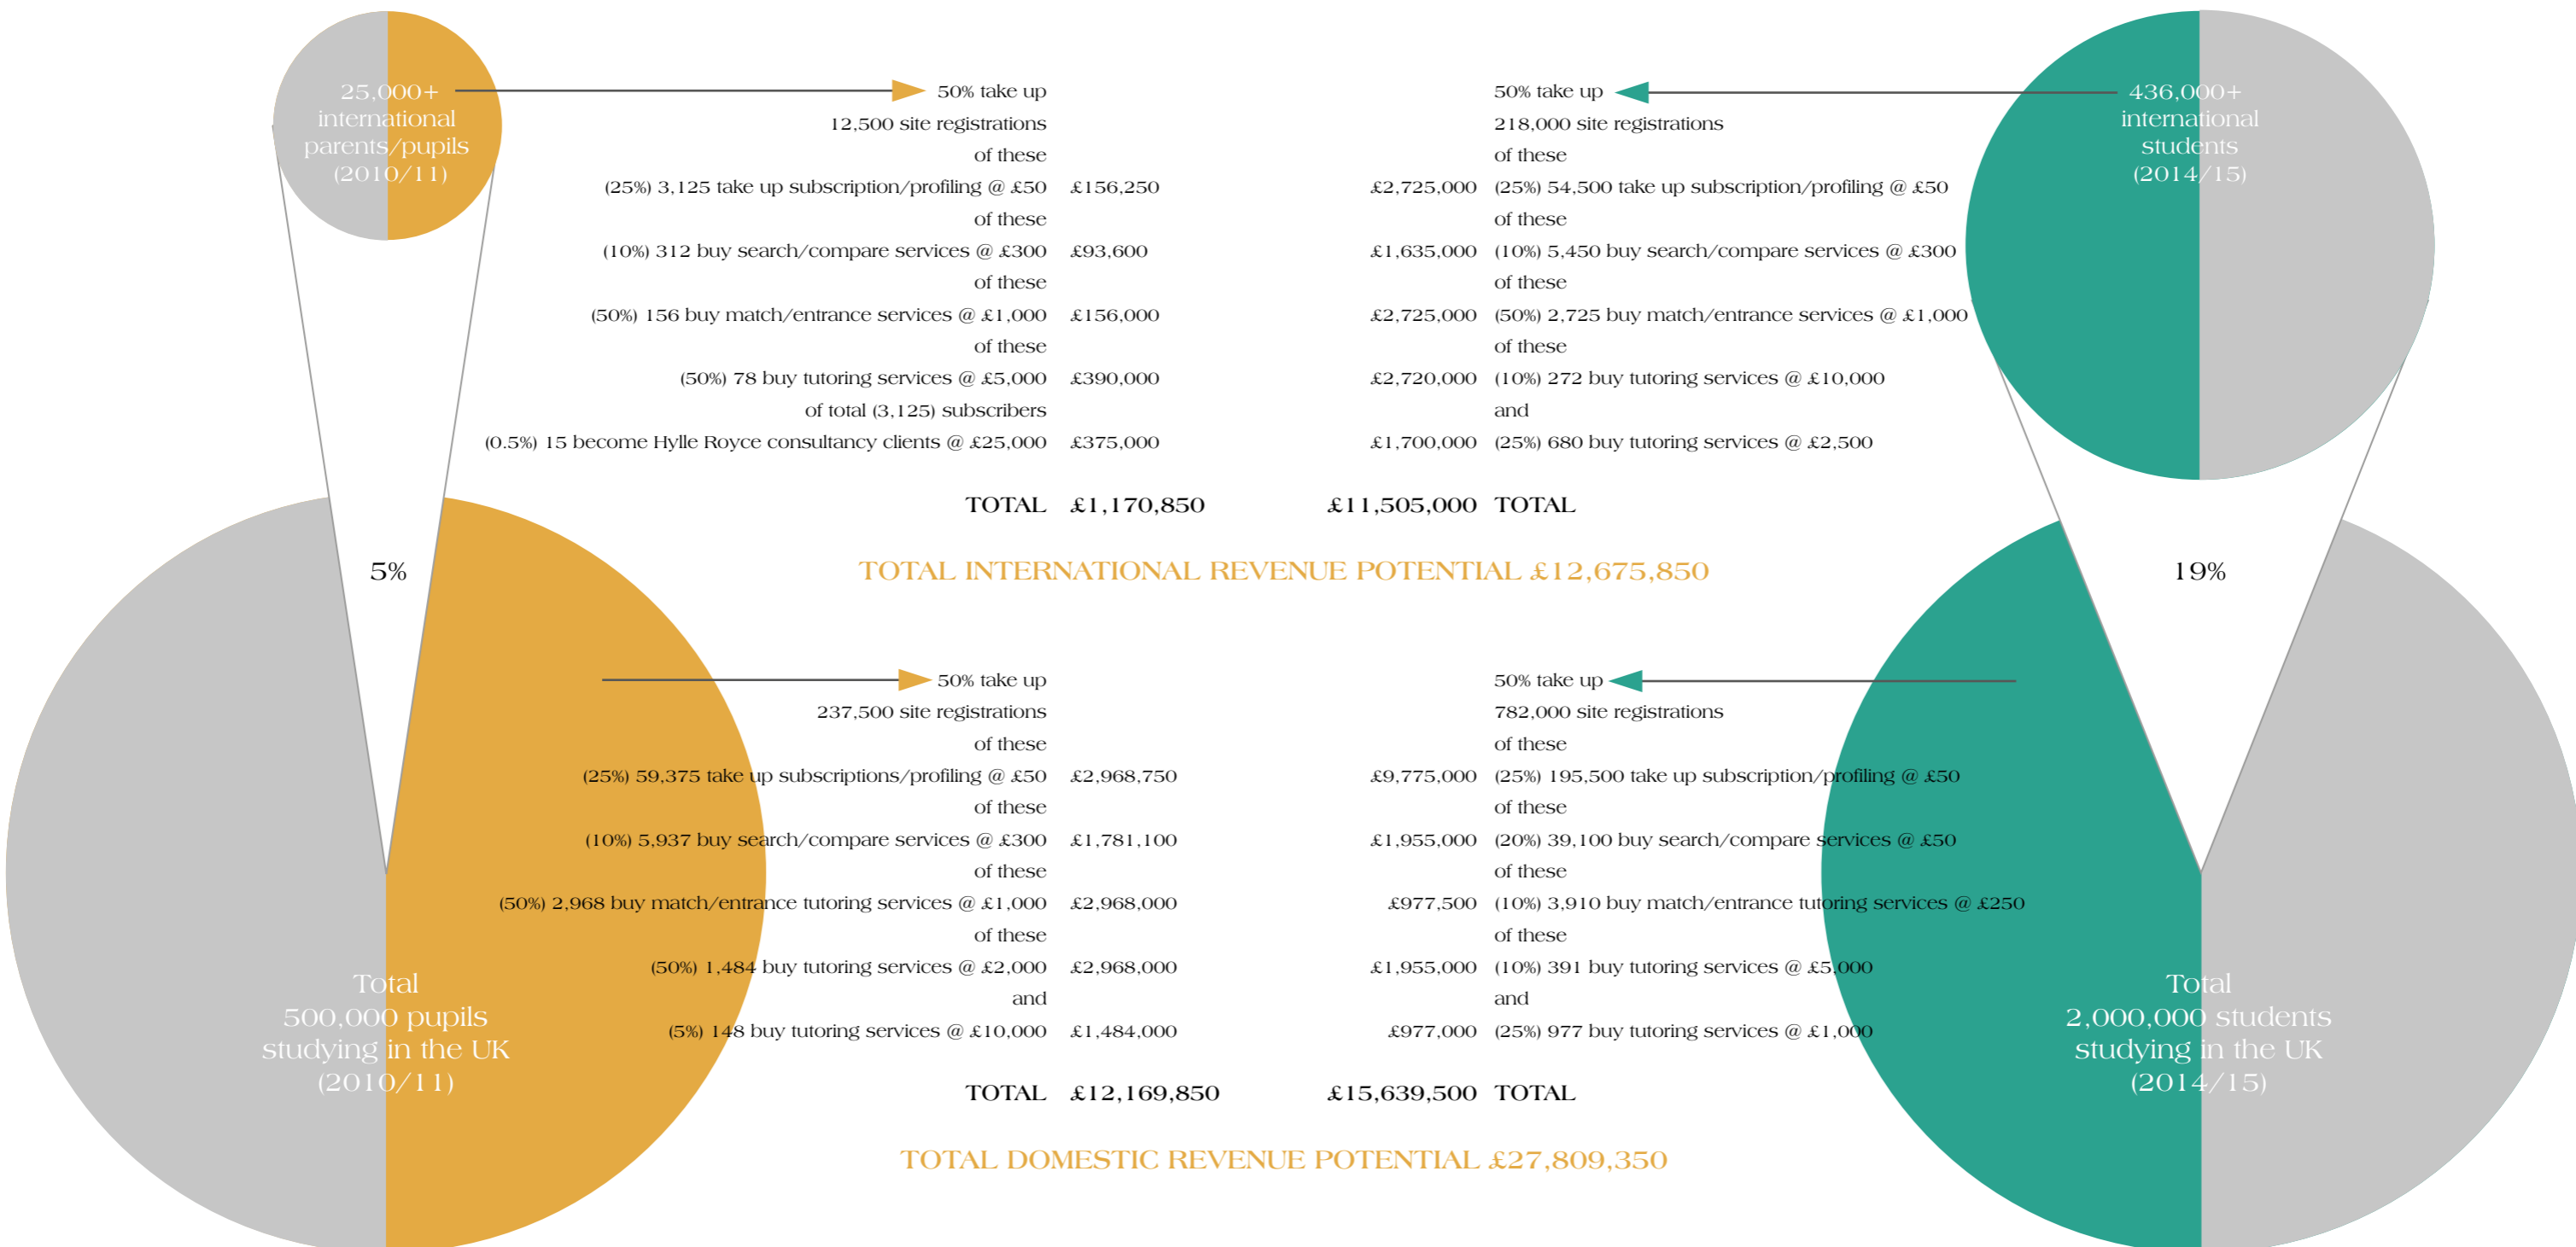 25,000+
international
parents/pupils
(2010/11)
50% take up
12,500 site registrations
of these
(25%) 3,125 take up subscription/profiling @ £50 £156,250
of these
(10%) 312 buy search/compare services @ £300 £93,600
of these
(50%) 156 buy match/entrance services @ £1,000 £156,000
of these
(50%) 78 buy tutoring services @ £5,000 £390,000
of total (3,125) subscribers
(0.5%) 15 become Hylle Royce consultancy clients @ £25,000 £375,000
TOTAL £1,170,850
436,000+
international
students
(2014/15)
50% take up
218,000 site registrations
of these
£2,725,000 (25%) 54,500 take up subscription/profiling @ £50
of these
£1,635,000 (10%) 5,450 buy search/compare services @ £300
of these
£2,725,000 (50%) 2,725 buy match/entrance services @ £1,000
of these
£2,720,000 (10%) 272 buy tutoring services @ £10,000
and
£1,700,000 (25%) 680 buy tutoring services @ £2,500
£11,505,000 TOTAL
5%
TOTAL INTERNATIONAL REVENUE POTENTIAL £12,675,850
19%
50% take up
237,500 site registrations
of these
(25%) 59,375 take up subscriptions/profiling @ £50 £2,968,750
of these
(10%) 5,937 buy search/compare services @ £300 £1,781,100
of these
(50%) 2,968 buy match/entrance tutoring services @ £1,000 £2,968,000
of these
(50%) 1,484 buy tutoring services @ £2,000 £2,968,000
and
(5%) 148 buy tutoring services @ £10,000 £1,484,000
TOTAL £12,169,850
Total
500,000 pupils
studying in the UK
(2010/11)
50% take up
782,000 site registrations
of these
£9,775,000 (25%) 195,500 take up subscription/profiling @ £50
of these
£1,955,000 (20%) 39,100 buy search/compare services @ £50
of these
£977,500 (10%) 3,910 buy match/entrance tutoring services @ £250
of these
£1,955,000 (10%) 391 buy tutoring services @ £5,000
and
£977,000 (25%) 977 buy tutoring services @ £1,000
£15,639,500 TOTAL
Total
2,000,000 students
studying in the UK
(2014/15)
TOTAL DOMESTIC REVENUE POTENTIAL £27,809,350